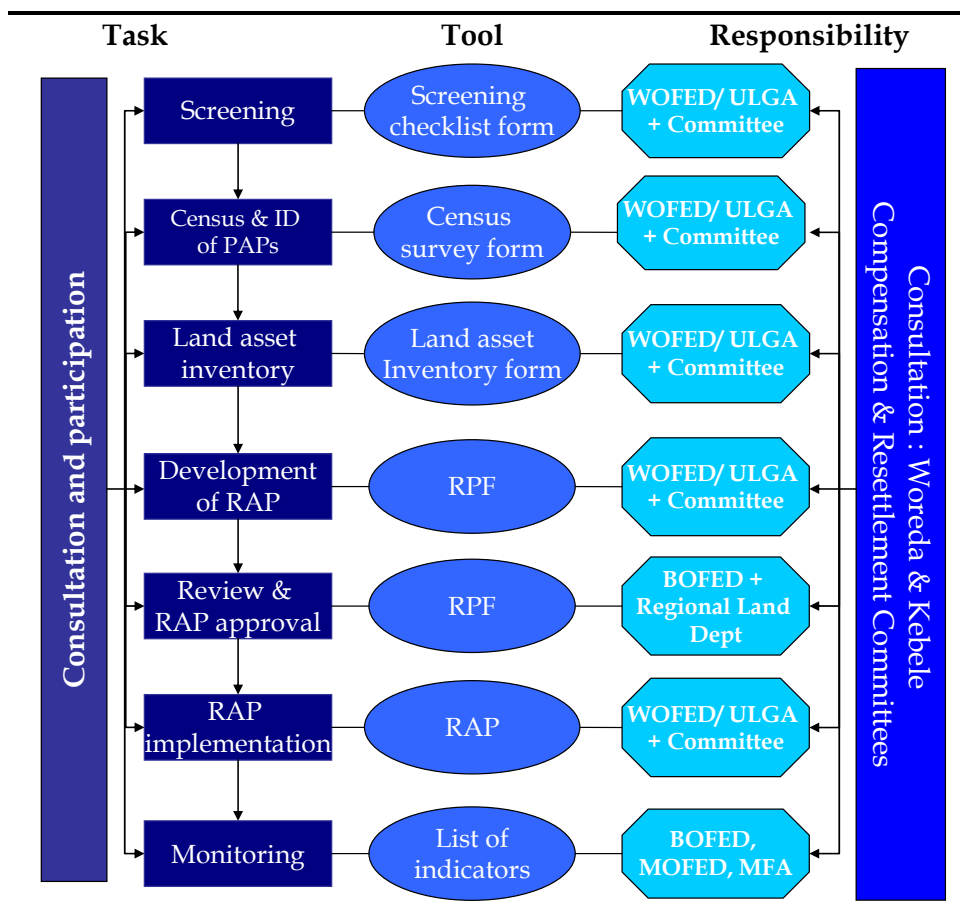 Task
Tool
Responsibility
Consultation and participation
Screening
Screening
checklist form
WOFED/ ULGA
+ Committee
Census & ID
of PAPs
Census
survey form
WOFED/ ULGA
+ Committee
Land asset
inventory
Land asset
Inventory form
WOFED/ ULGA
+ Committee
Development
of RAP
RPF
WOFED/ ULGA
+ Committee
Review &
RAP approval
RPF
BOFED +
Regional Land
Dept
RAP
implementation
RAP
WOFED/ ULGA
+ Committee
Monitoring
List of
indicators
BOFED,
MOFED, MFA
Consultation : Woreda & Kebele
Compensation & Resettlement Committees